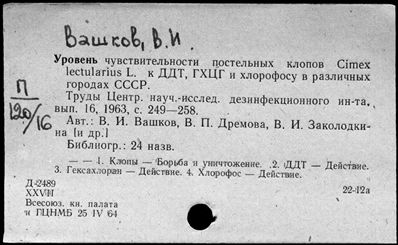 Вашков, В.И.
Уровень чувствительности постельных клопов Cimex
lectularius L. к ДДТ, ГХЦГ и хлорофосу в различных
городах СССР.
П
120/16
Труды Центр. науч.-исслед. дезинфекционного ин-та,
вып. 16, 1963, с. 249—258.
Авт.: В. И. Вашков, В. П. Дремова, В. И. Заколодки-
на [и др.]
Библиогр.: 24 назв.
— — 1. Клопы — Борьба и уничтожение. 2. ДДТ — Действие.
3. Гексахлоран — Действие. 4. Хлорофос — Действие.
Д-2489
XXVIII 22-12а
Всесоюз. кн. палата
и ГЦНМБ 25 IV 64